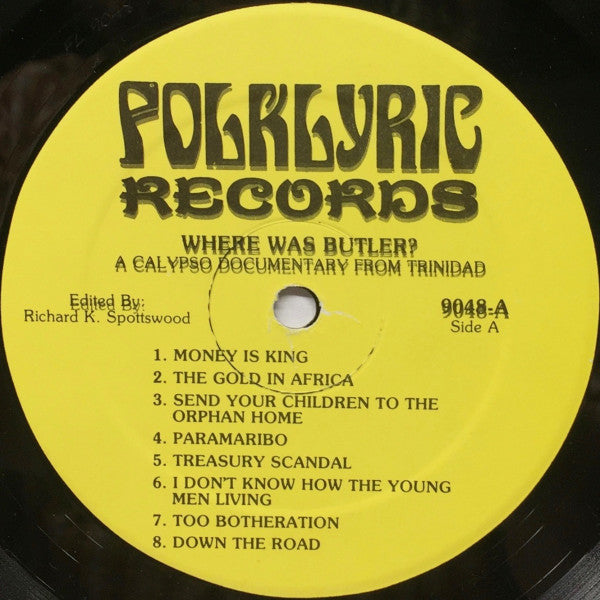 FOLKLYRIC
RECORDS
WHERE WAS BUTLER?
A CALYPSO DOCUMENTARY FROM TRINIDAD
Edited By:
Richard K. Spottswood
9048-A
Side A
1. MONEY IS KING
2. THE GOLD IN AFRICA
3. SEND YOUR CHILDREN TO THE
ORPHAN HOME
4. PARAMARIBO
5. TREASURY SCANDAL
6. I DON'T KNOW HOW THE YOUNG
MEN LIVING
7. TOO BOTHERATION
8. DOWN THE ROAD